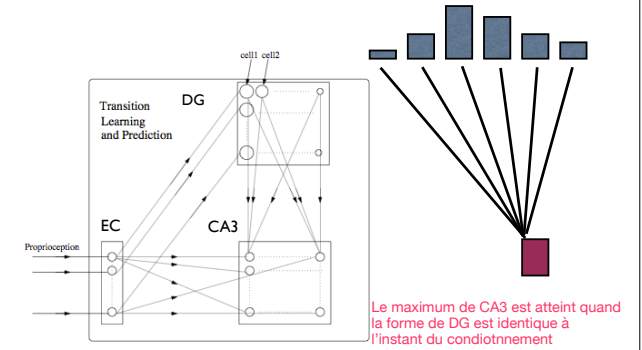 cell1 cell2
DG
Transition
Learning
and Prediction
EC
CA3
Proprioception
Le maximum de CA3 est atteint quand
la forme de DG est identique à
l'instant du condiotnnement